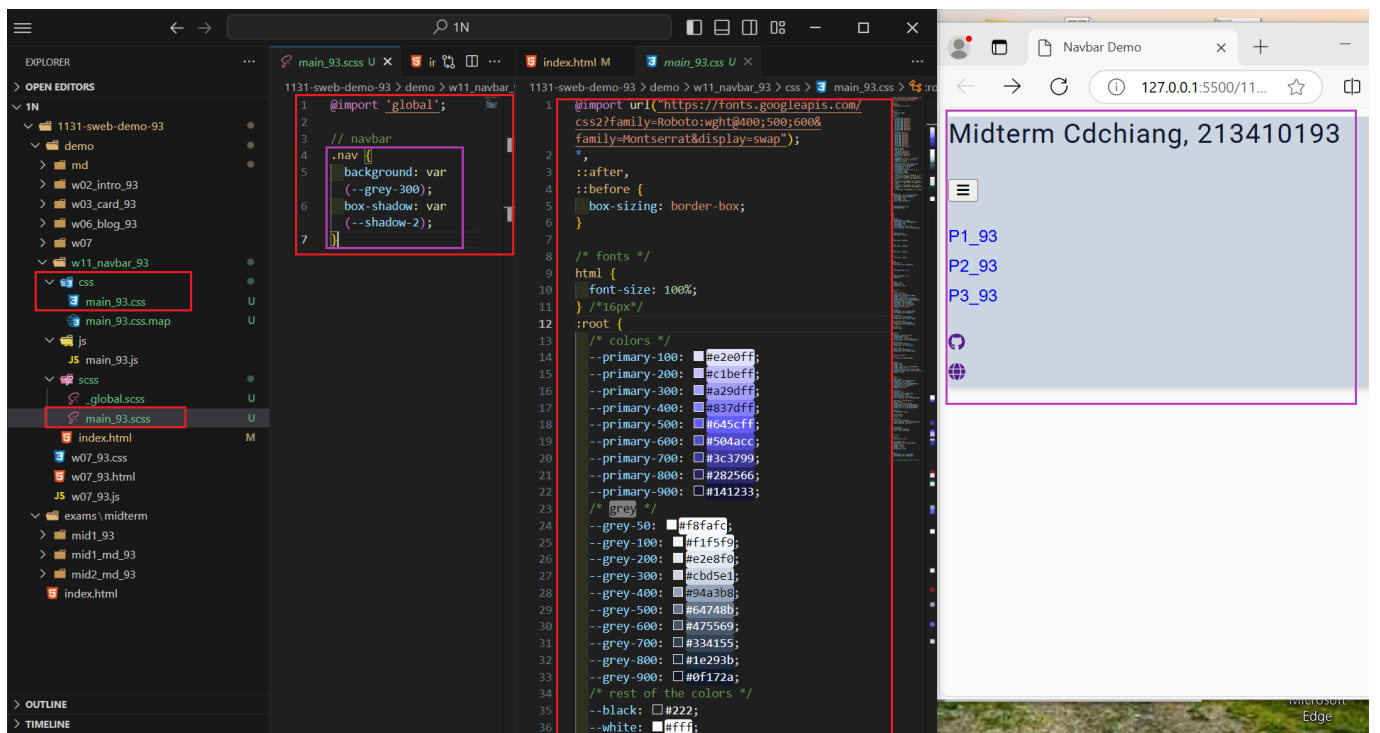 1N
EXPLORER
OPEN EDITORS
1N
1131-sweb-demo-93
demo
md
w02_intro_93
w03_card_93
w06_blog_93
w07
w11_navbar_93
css
main_93.css U
main_93.css.map U
js
JS main_93.js
scss
_global.scss U
main_93.scss U
index.html M
w07_93.css
w07_93.html
JS w07_93.js
exams\midterm
mid1_93
mid1_md_93
mid2_md_93
index.html
OUTLINE
TIMELINE
main_93.scss U
ir
1131-sweb-demo-93 > demo > w11_navbar_
1 @import 'global';
2
3 // navbar
4 .nav {
5 background: var
(--grey-300);
6 box-shadow: var
(--shadow-2);
7 }
index.html M
main_93.css U
1131-sweb-demo-93 > demo > w11_navbar_93 > css > main_93.css > :ro
1 @import url("https://fonts.googleapis.com/
css2?family=Roboto:wght@400;500;600&
family=Montserrat&display=swap");
2 *,
3 ::after,
4 ::before {
5 box-sizing: border-box;
6 }
7
8 /* fonts */
9 html {
10 font-size: 100%;
11 } /*16px*/
12 :root {
13 /* colors */
14 --primary-100: #e2e0ff;
15 --primary-200: #c1beff;
16 --primary-300: #a29dff;
17 --primary-400: #837dff;
18 --primary-500: #645cff;
19 --primary-600: #504acc;
20 --primary-700: #3c3799;
21 --primary-800: #282566;
22 --primary-900: #141233;
23 /* grey */
24 --grey-50: #f8fafc;
25 --grey-100: #f1f5f9;
26 --grey-200: #e2e8f0;
27 --grey-300: #cbd5e1;
28 --grey-400: #94a3b8;
29 --grey-500: #64748b;
30 --grey-600: #475569;
31 --grey-700: #334155;
32 --grey-800: #1e293b;
33 --grey-900: #0f172a;
34 /* rest of the colors */
35 --black: #222;
36 --white: #fff;
Navbar Demo
127.0.0.1:5500/11...
Midterm Cdchiang, 213410193
P1_93
P2_93
P3_93
Microsoft
Edge